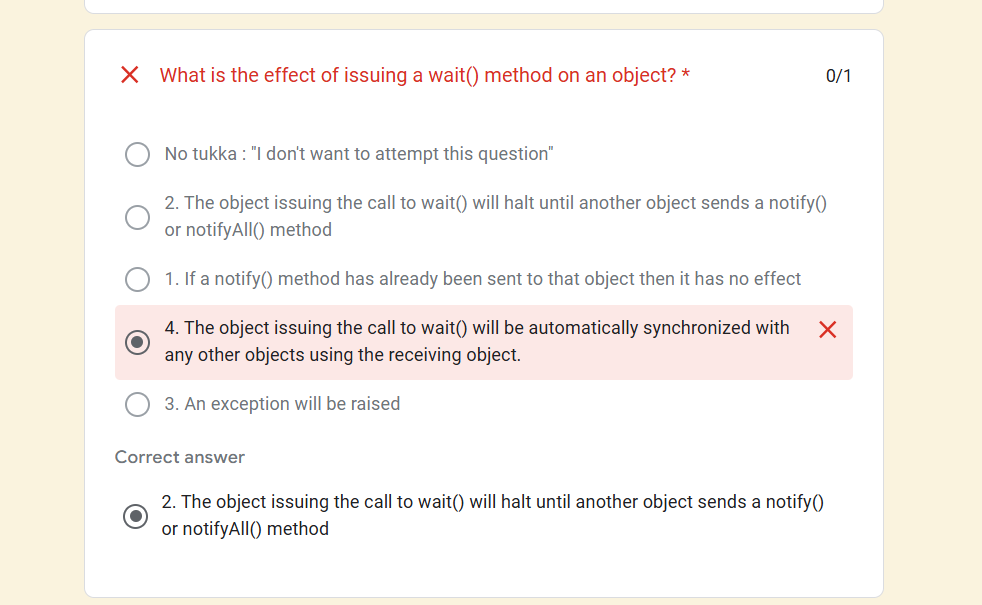 What is the effect of issuing a wait() method on an object? *
0/1
No tukka : "I don't want to attempt this question"
2. The object issuing the call to wait() will halt until another object sends a notify()
or notifyAll() method
1. If a notify() method has already been sent to that object then it has no effect
4. The object issuing the call to wait() will be automatically synchronized with
any other objects using the receiving object.
3. An exception will be raised
Correct answer
2. The object issuing the call to wait() will halt until another object sends a notify()
or notifyAll() method